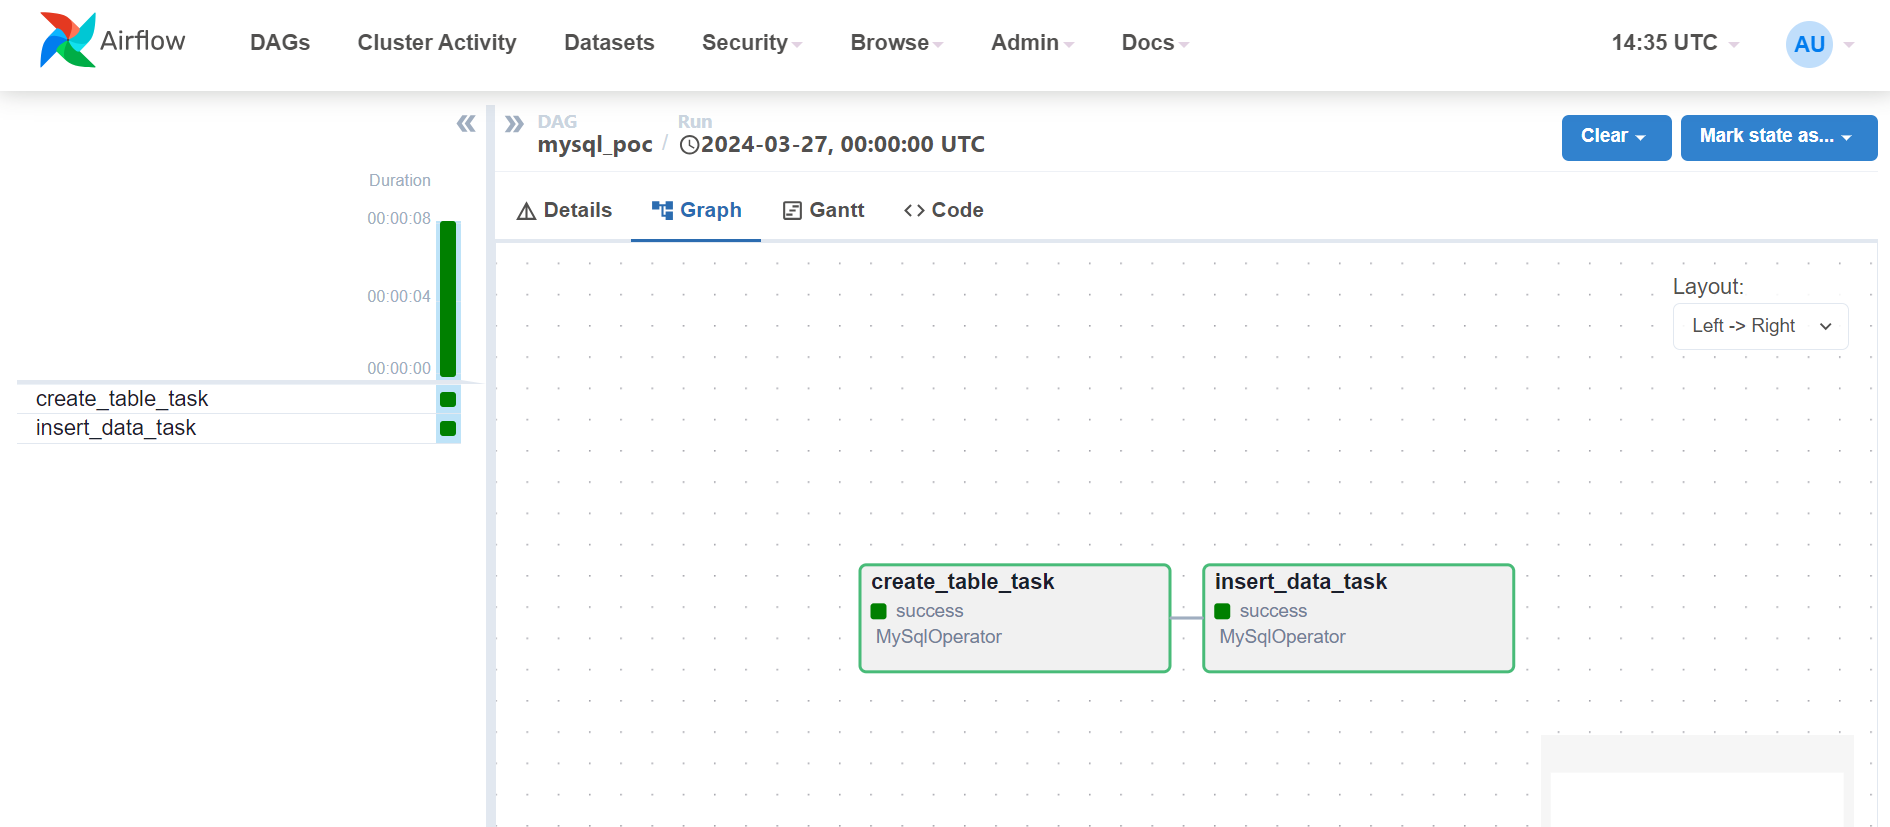 Airflow
DAGs Cluster Activity Datasets Security Browse Admin Docs 14:35 UTC AU
DAG Run
mysql_poc / 2024-03-27, 00:00:00 UTC
Clear Mark state as...
Duration
00:00:08
00:00:04
00:00:00
create_table_task
insert_data_task
Details Graph Gantt Code
Layout:
Left -> Right
create_table_task
success
MySqlOperator
insert_data_task
success
MySqlOperator